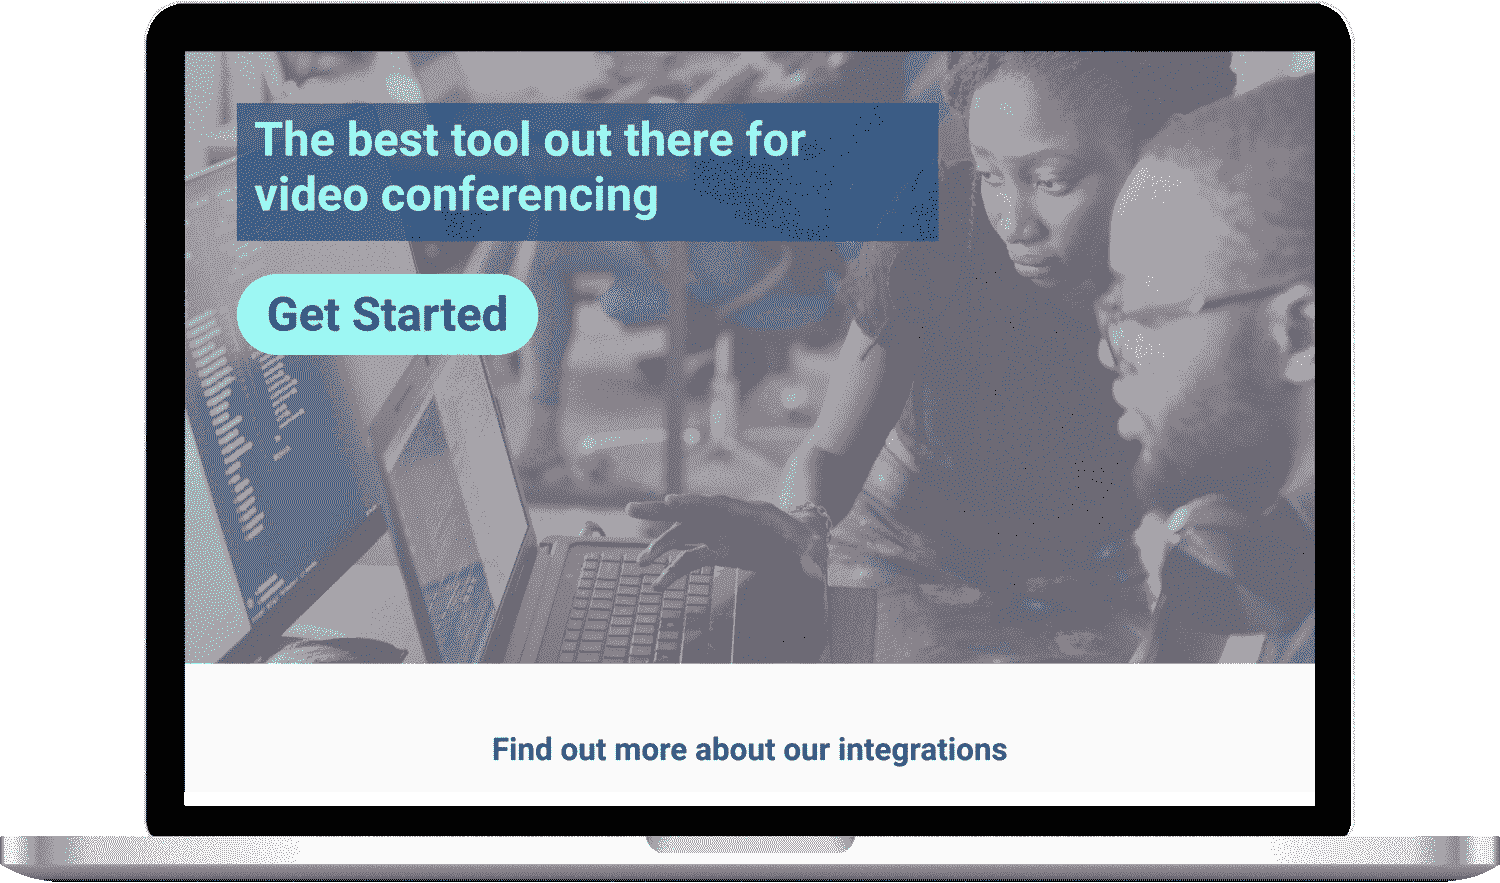 The best tool out there for
video conferencing
Get Started
Find out more about our integrations